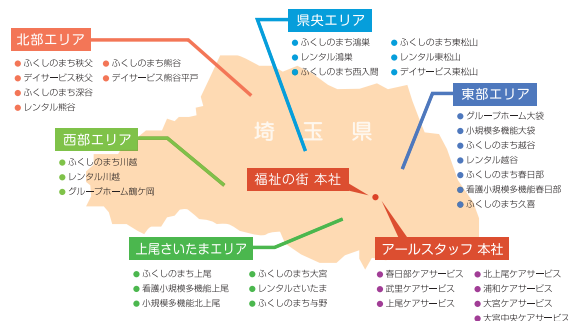 北部エリア
● ふくしのまち秩父 ● ふくしのまち熊谷
● デイサービス秩父 ● デイサービス熊谷平戸
● ふくしのまち深谷
● レンタル熊谷
県央エリア
● ふくしのまち鴻巣 ● ふくしのまち東松山
● レンタル鴻巣 ● レンタル東松山
● ふくしのまち西入間 ● デイサービス東松山
東部エリア
● グループホーム大袋
● 小規模多機能大袋
● ふくしのまち越谷
● レンタル越谷
● ふくしのまち春日部
● 看護小規模多機能春日部
● ふくしのまち久喜
埼玉県
西部エリア
● ふくしのまち川越
● レンタル川越
● グループホーム鶴ケ岡
福祉の街 本社
上尾さいたまエリア
● ふくしのまち上尾 ● ふくしのまち大宮
● 看護小規模多機能上尾 ● レンタルさいたま
● 小規模多機能北上尾 ● ふくしのまち与野
アールスタッフ 本社
● 春日部ケアサービス ● 北上尾ケアサービス
● 武里ケアサービス ● 浦和ケアサービス
● 上尾ケアサービス ● 大宮ケアサービス
● 大宮中央ケアサービス